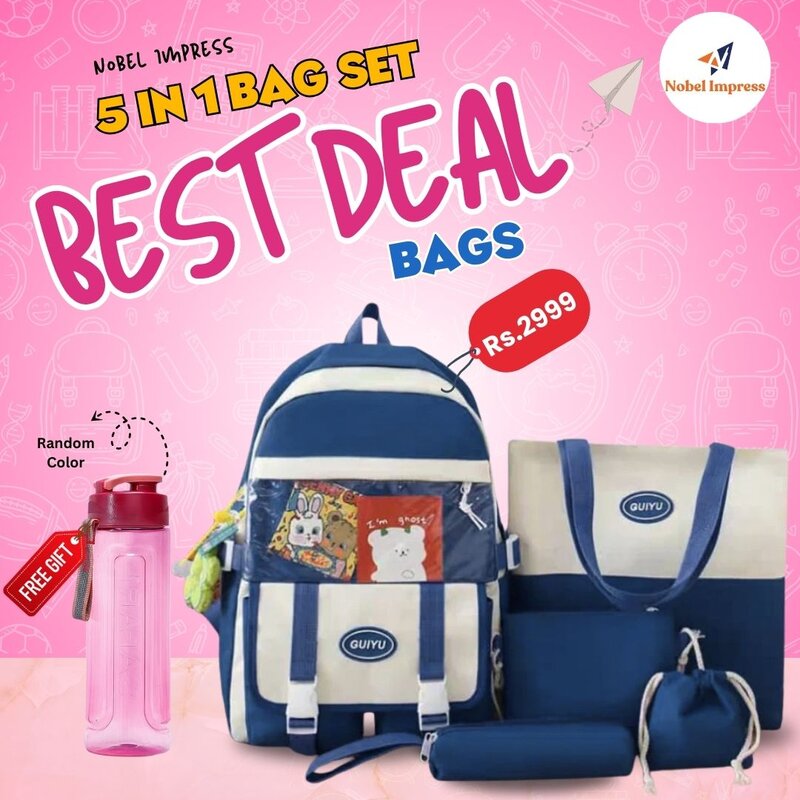 NOBEL IMPRESS
Nobel Impress
5 IN 1 BAG SET
BEST DEAL
BAGS
Rs.2999
Random
Color
FREE GIFT
I'm ghost!
GUIYU
GUIYU